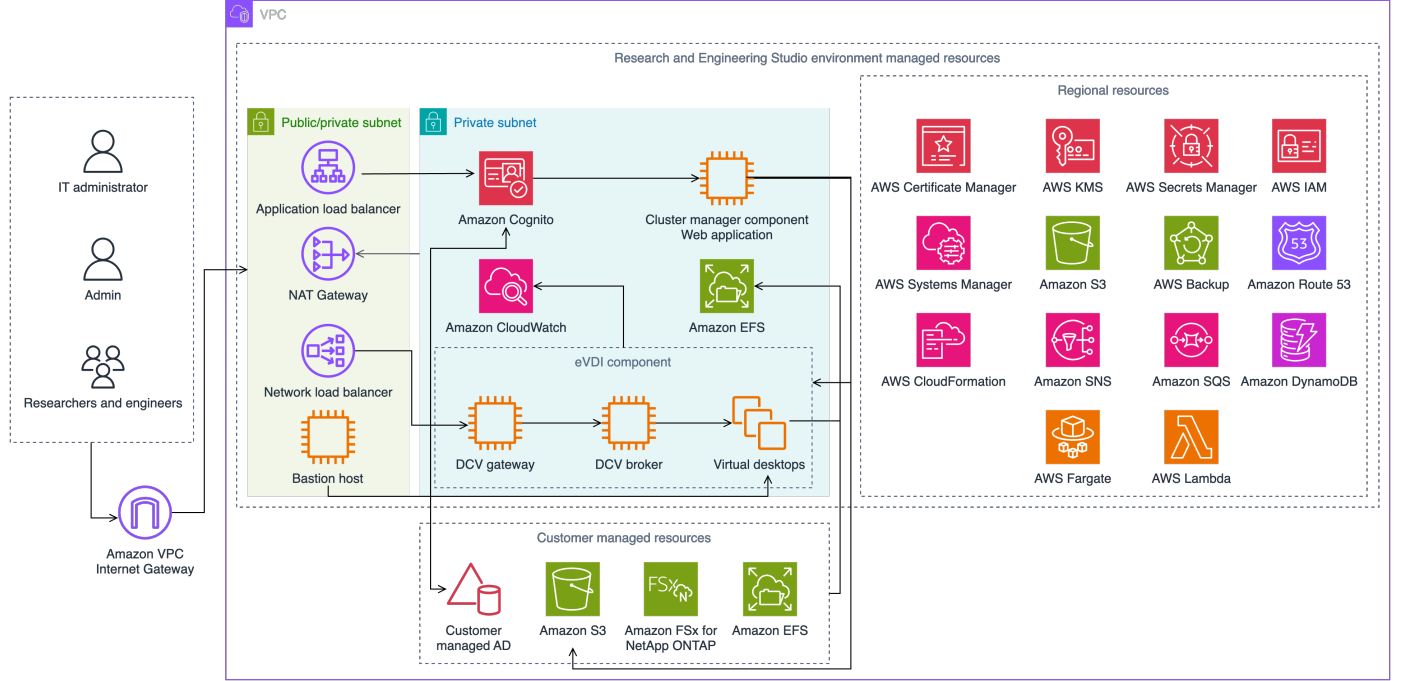 VPC
Research and Engineering Studio environment managed resources
IT administrator
Admin
Researchers and engineers
Amazon VPC
Internet Gateway
Public/private subnet
Application load balancer
NAT Gateway
Network load balancer
Bastion host
Private subnet
Amazon Cognito
Cluster manager component
Web application
Amazon CloudWatch
Amazon EFS
eVDI component
DCV gateway
DCV broker
Virtual desktops
Regional resources
AWS Certificate Manager
AWS KMS
AWS Secrets Manager
AWS IAM
AWS Systems Manager
Amazon S3
AWS Backup
53
Amazon Route 53
AWS CloudFormation
Amazon SNS
Amazon SQS
Amazon DynamoDB
AWS Fargate
AWS Lambda
Customer managed resources
Customer
managed AD
Amazon S3
FSx
N
Amazon FSx for
NetApp ONTAP
Amazon EFS